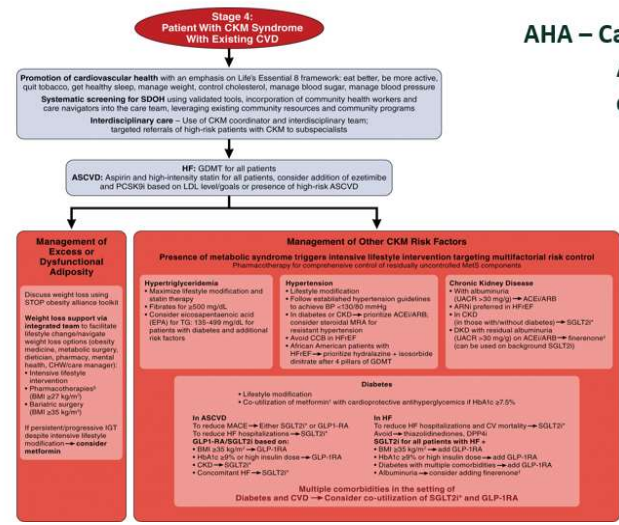 Stage 4:
Patient With CKM Syndrome
With Existing CVD
AHA – Ca
Promotion of cardiovascular health with an emphasis on Life's Essential 8 framework: eat better, be more active,
quit tobacco, get healthy sleep, manage weight, control cholesterol, manage blood sugar, manage blood pressure
Systematic screening for SDOH using validated tools, incorporation of community health workers and
care navigators into the care team, leveraging existing community resources and community programs
Interdisciplinary care – Use of CKM coordinator and interdisciplinary team;
targeted referrals of high-risk patients with CKM to subspecialists
HF: GDMT for all patients
ASCVD: Aspirin and high-intensity statin for all patients, consider addition of ezetimibe
and PCSK9i based on LDL level/goals or presence of high-risk ASCVD
Management of
Excess or
Dysfunctional
Adiposity
Discuss weight loss using
STOP obesity alliance toolkit
Weight loss support via
integrated team to facilitate
lifestyle change/navigate
weight loss options (obesity
medicine, metabolic surgery,
dietician, pharmacy, mental
health, CHW/care manager):
• Intensive lifestyle
intervention
• Pharmacotherapies§
(BMI ≥27 kg/m²)
• Bariatric surgery
(BMI ≥35 kg/m²)
If persistent/progressive IGT
despite intensive lifestyle
modification → consider
metformin
Management of Other CKM Risk Factors
Presence of metabolic syndrome triggers intensive lifestyle intervention targeting multifactorial risk control
Pharmacotherapy for comprehensive control of residually uncontrolled MetS components
Hypertriglyceridemia
• Maximize lifestyle modification and
statin therapy
• Fibrates for ≥500 mg/dL
• Consider eicosapentaenoic acid
(EPA) for TG: 135-499 mg/dL for
patients with diabetes and additional
risk factors
Hypertension
• Lifestyle modification
• Follow established hypertension guidelines
to achieve BP <130/80 mmHg
• In diabetes or CKD → prioritize ACEi/ARB;
consider steroidal MRA for
resistant hypertension
• Avoid CCB in HFrEF
• African American patients with
HFrEF → prioritize hydralazine + isosorbide
dinitrate after 4 pillars of GDMT
Chronic Kidney Disease
• With albuminuria
(UACR >30 mg/g) → ACEi/ARB
• ARNI preferred in HFrEF
• In CKD
(in those with/without diabetes) → SGLT2i*
• DKD with residual albuminuria
(UACR >30 mg/g) on ACEi/ARB → finerenone‡
(can be used on background SGLT2i)
Diabetes
• Lifestyle modification
• Co-utilization of metformin† with cardioprotective antihyperglycemics if HbA1c ≥7.5%
In ASCVD
To reduce MACE → Either SGLT2i* or GLP-1RA
To reduce HF hospitalizations → SGLT2i*
GLP1-RA/SGLT2i based on:
• BMI ≥35 kg/m² → GLP-1RA
• HbA1c ≥9% or high insulin dose → GLP-1RA
• CKD → SGLT2i*
• Concomitant HF → SGLT2i*
In HF
To reduce HF hospitalizations and CV mortality → SGLT2i*
Avoid → thiazolidinediones, DPP4i
SGLT2i for all patients with HF +
• BMI ≥35 kg/m² → add GLP-1RA
• HbA1c ≥9% or high insulin dose → add GLP-1RA
• Diabetes with multiple comorbidities → add GLP-1RA
• Albuminuria → consider adding finerenone‡
Multiple comorbidities in the setting of
Diabetes and CVD → Consider co-utilization of SGLT2i* and GLP-1RA